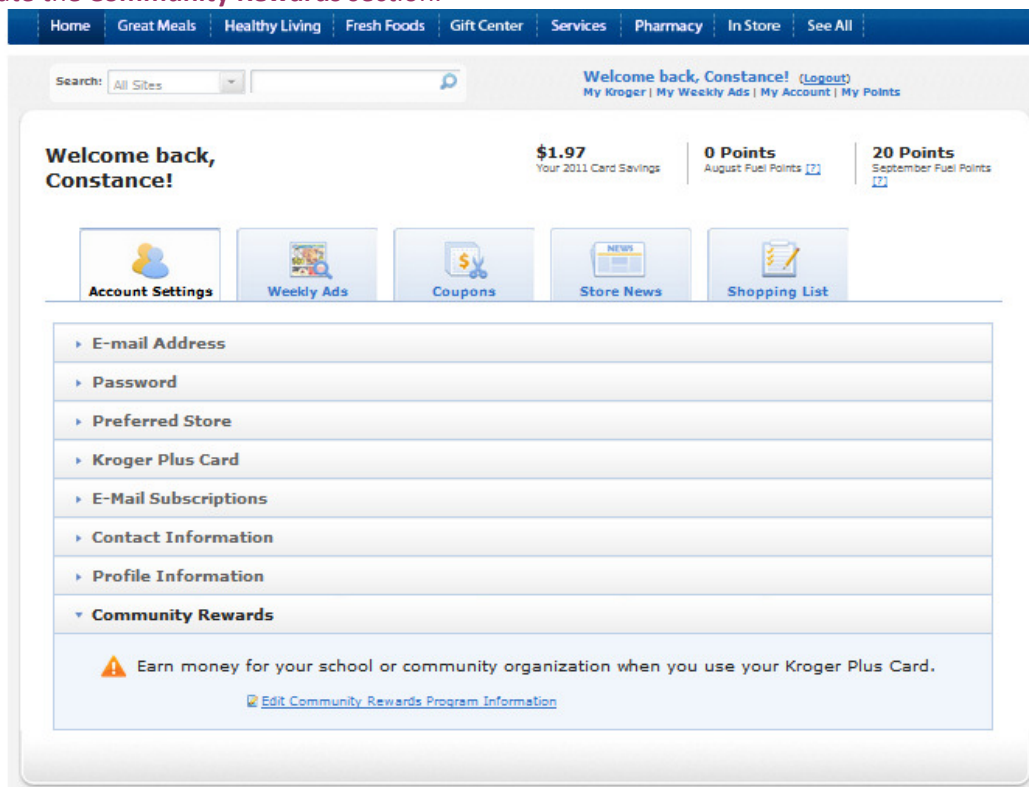 the Community Rewards section.
Home Great Meals Healthy Living Fresh Foods Gift Center Services Pharmacy In Store See All
Search: All Sites
Welcome back, Constance! (Logout)
My Kroger | My Weekly Ads | My Account | My Points
Welcome back,
Constance!
$1.97
Your 2011 Card Savings
0 Points
August Fuel Points [?]
20 Points
September Fuel Points
[?]
NEWS
Account Settings Weekly Ads Coupons Store News Shopping List
E-mail Address
Password
Preferred Store
Kroger Plus Card
E-Mail Subscriptions
Contact Information
Profile Information
Community Rewards
Earn money for your school or community organization when you use your Kroger Plus Card.
Edit Community Rewards Program Information